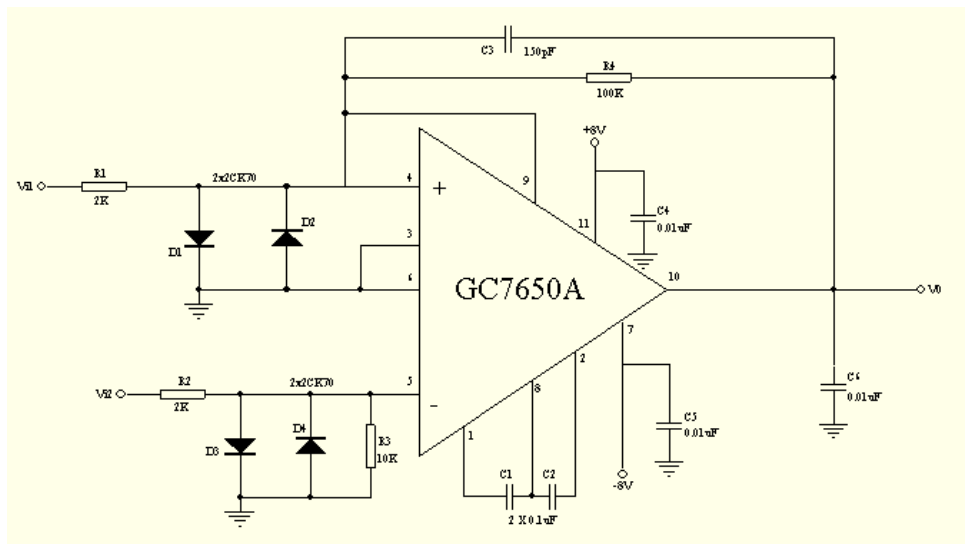 C3
150pF
R4
100K
+8V
R1
Vi1
2x2CK70
4
+
9
2K
D1
D2
11
C4
0.01uF
3
6
GC7650A
10
V0
7
R2
Vi2
2x2CK70
5
2K
-
2
C6
0.01uF
8
D3
D4
R3
10K
1
C5
0.01uF
C1
C2
-8V
2 X 0.1uF